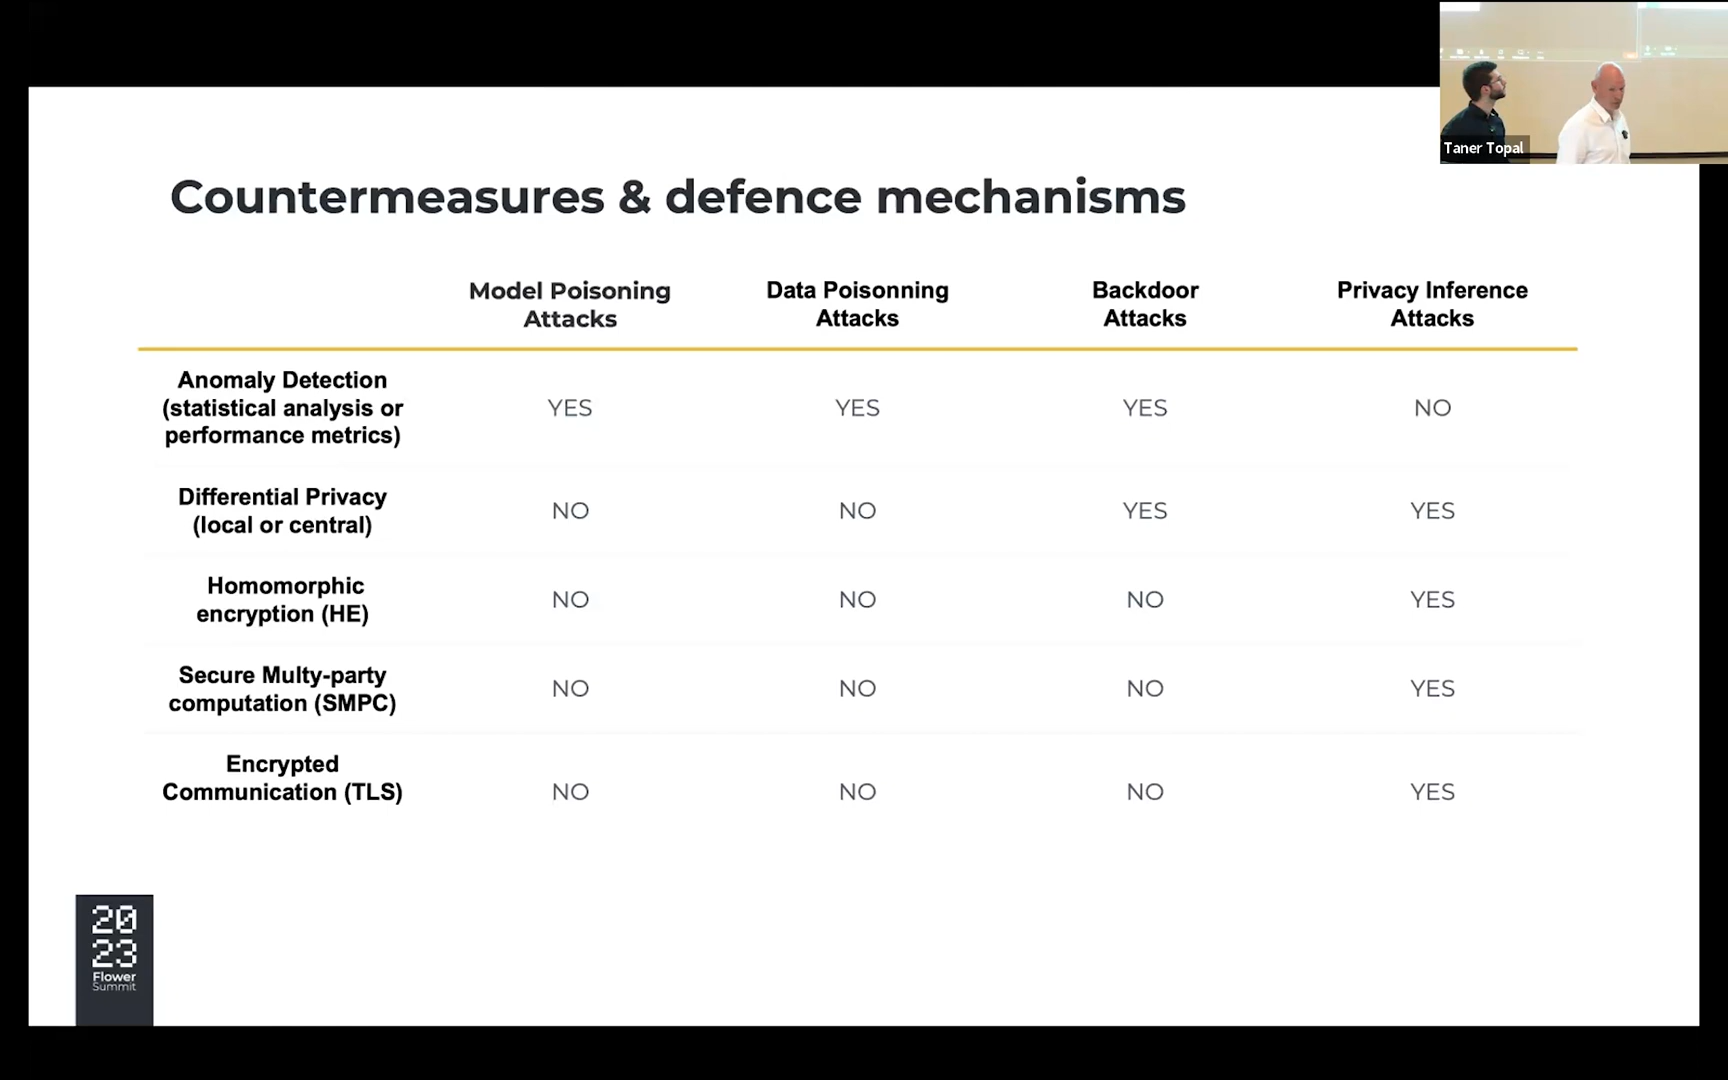 Taner Topal
Countermeasures & defence mechanisms
Model Poisoning
Attacks
Data Poisonning
Attacks
Backdoor
Attacks
Privacy Inference
Attacks
Anomaly Detection
(statistical analysis or
performance metrics)
YES
YES
YES
NO
Differential Privacy
(local or central)
NO
NO
YES
YES
Homomorphic
encryption (HE)
NO
NO
NO
YES
Secure Multy-party
computation (SMPC)
NO
NO
NO
YES
Encrypted
Communication (TLS)
NO
NO
NO
YES
20
23
Flower
Summit